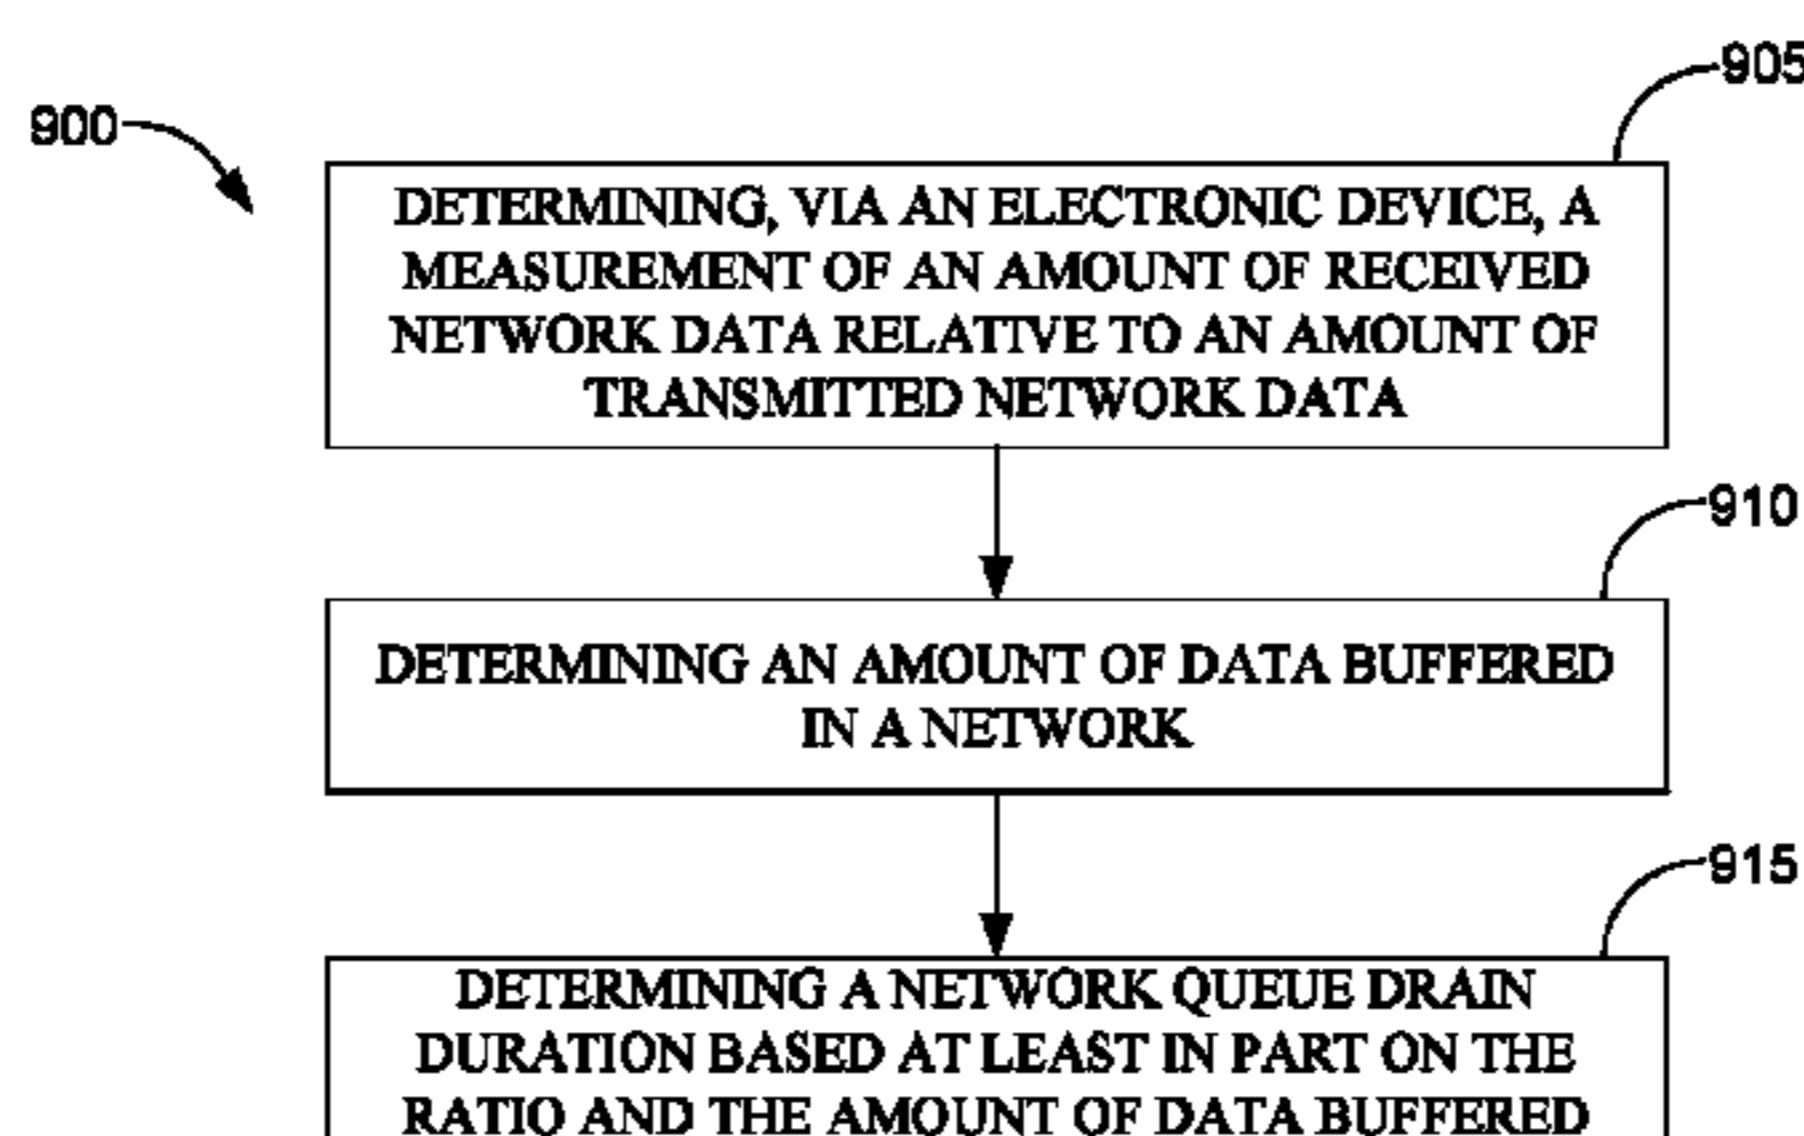 905
900
DETERMINING, VIA AN ELECTRONIC DEVICE, A
MEASUREMENT OF AN AMOUNT OF RECEIVED
NETWORK DATA RELATIVE TO AN AMOUNT OF
TRANSMITTED NETWORK DATA
910
DETERMINING AN AMOUNT OF DATA BUFFERED
IN A NETWORK
915
DETERMINING A NETWORK QUEUE DRAIN
DURATION BASED AT LEAST IN PART ON THE
RATIO AND THE AMOUNT OF DATA BUFFERED